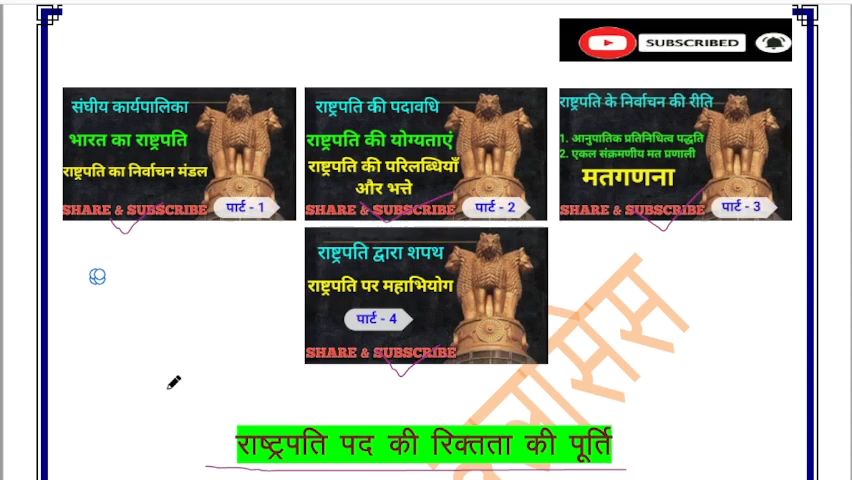 SUBSCRIBED
संघीय कार्यपालिका
भारत का राष्ट्रपति
राष्ट्रपति का निर्वाचन मंडल
SHARE & SUBSCRIBE
पार्ट - 1
राष्ट्रपति की पदावधि
राष्ट्रपति की योग्यताएं
राष्ट्रपति की परिलब्धियाँ
और भत्ते
SHARE & SUBSCRIBE
पार्ट - 2
राष्ट्रपति के निर्वाचन की रीति
1. आनुपातिक प्रतिनिधित्व पद्धति
2. एकल संक्रमणीय मत प्रणाली
मतगणना
SHARE & SUBSCRIBE
पार्ट - 3
राष्ट्रपति द्वारा शपथ
राष्ट्रपति पर महाभियोग
पार्ट - 4
SHARE & SUBSCRIBE
राष्ट्रपति पद की रिक्तता की पूर्ति